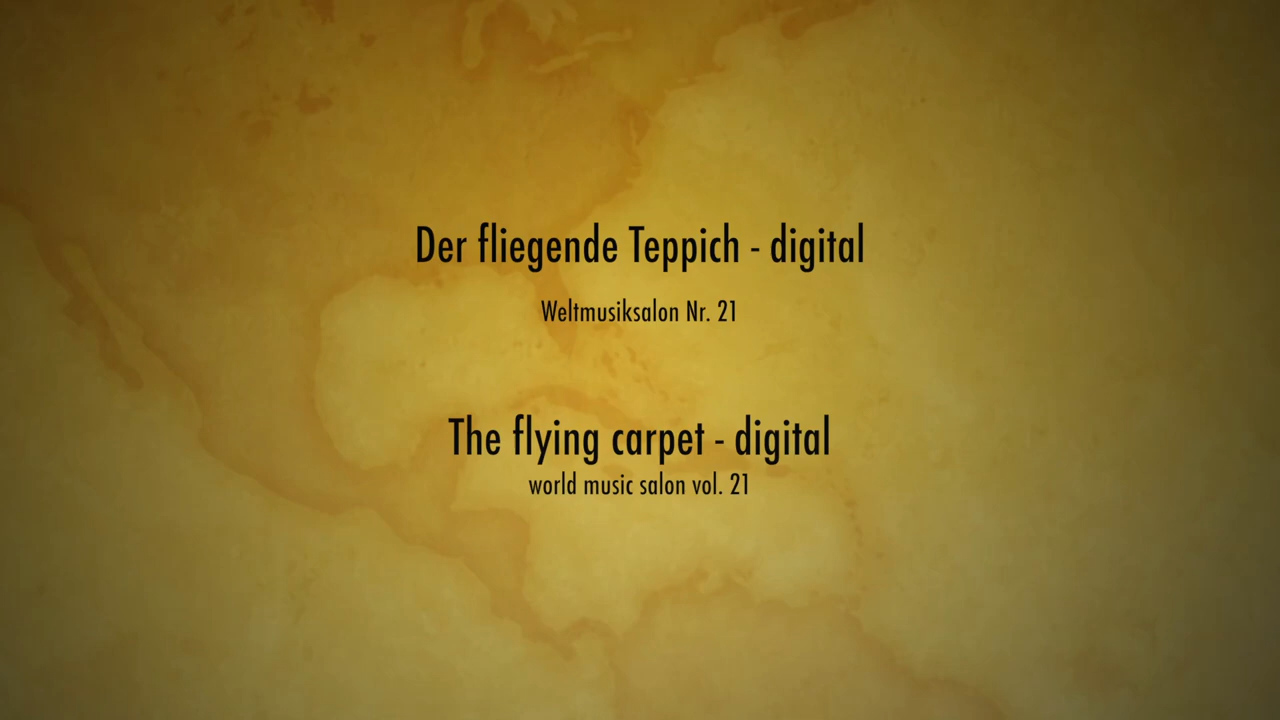 Der fliegende Teppich - digital
Weltmusiksalon Nr. 21
The flying carpet - digital
world music salon vol. 21